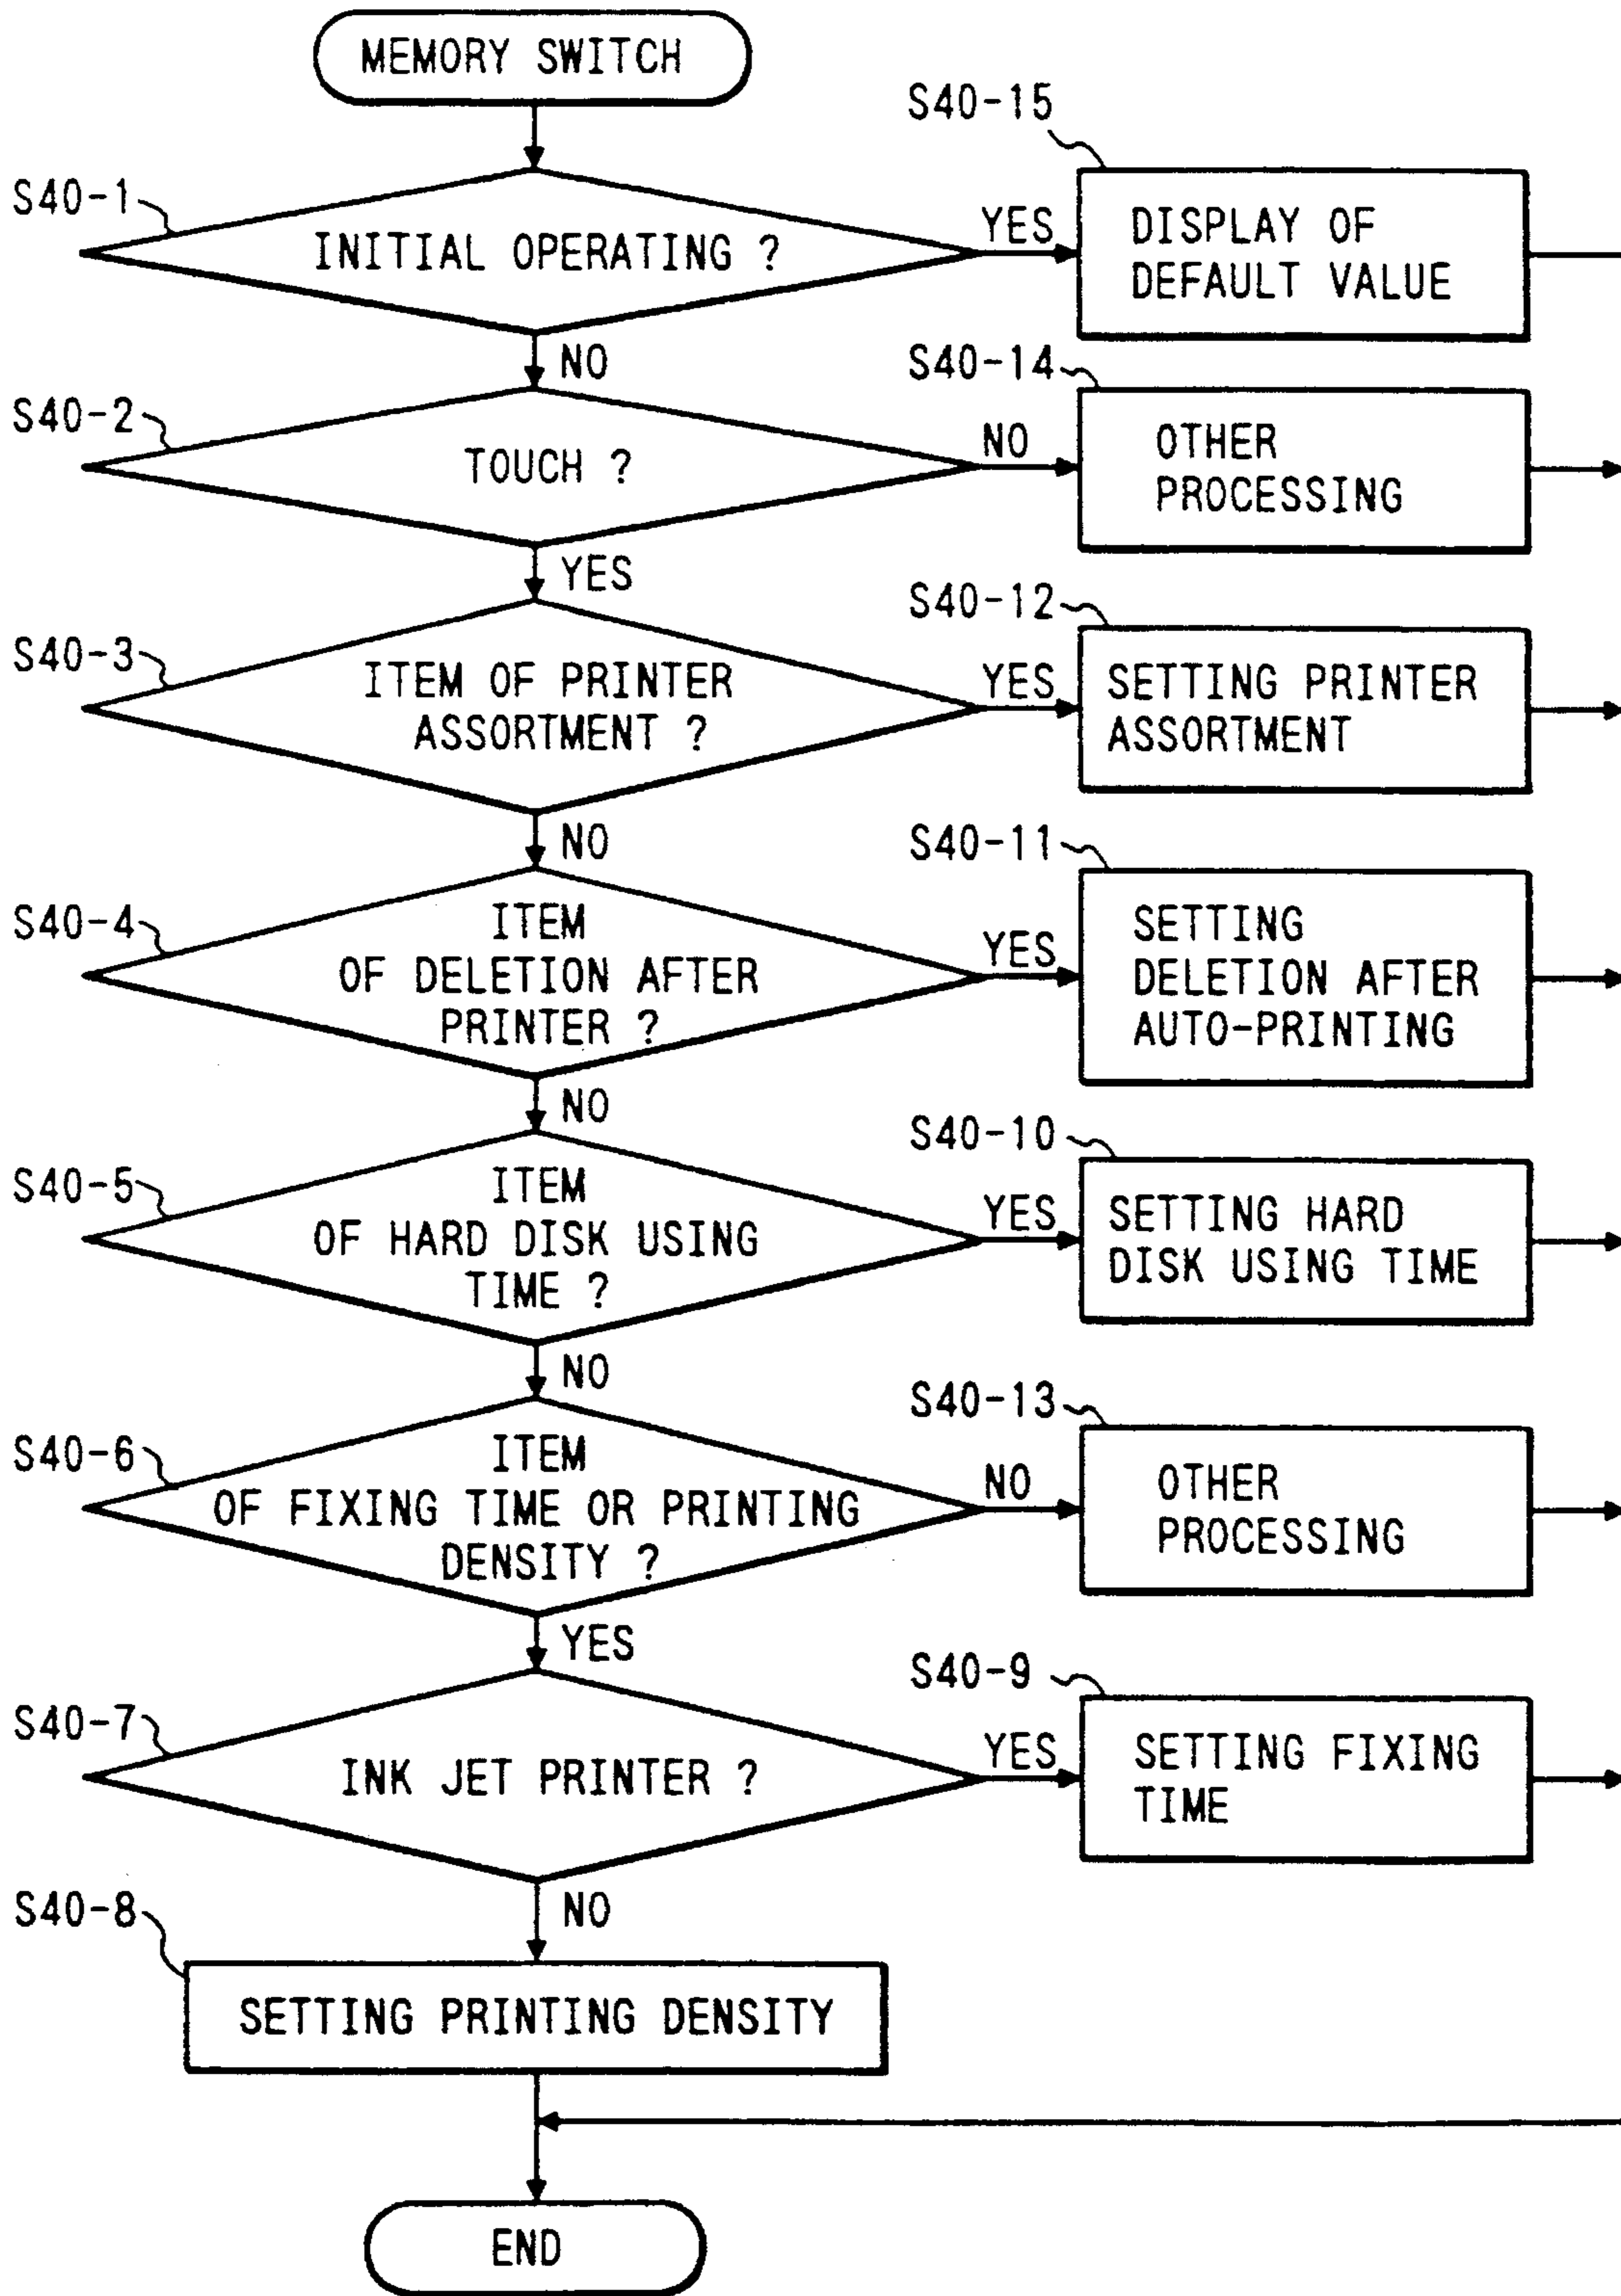 MEMORY SWITCH
S40-15
S40-1
INITIAL OPERATING ?
YES
DISPLAY OF
DEFAULT VALUE
NO
S40-14
S40-2
TOUCH ?
NO
OTHER
PROCESSING
YES
S40-12
S40-3
ITEM OF PRINTER
ASSORTMENT ?
YES
SETTING PRINTER
ASSORTMENT
NO
S40-11
S40-4
ITEM
OF DELETION AFTER
PRINTER ?
YES
SETTING
DELETION AFTER
AUTO-PRINTING
NO
S40-10
S40-5
ITEM
OF HARD DISK USING
TIME ?
YES
SETTING HARD
DISK USING TIME
NO
S40-13
S40-6
ITEM
OF FIXING TIME OR PRINTING
DENSITY ?
NO
OTHER
PROCESSING
YES
S40-9
S40-7
INK JET PRINTER ?
YES
SETTING FIXING
TIME
NO
S40-8
SETTING PRINTING DENSITY
END